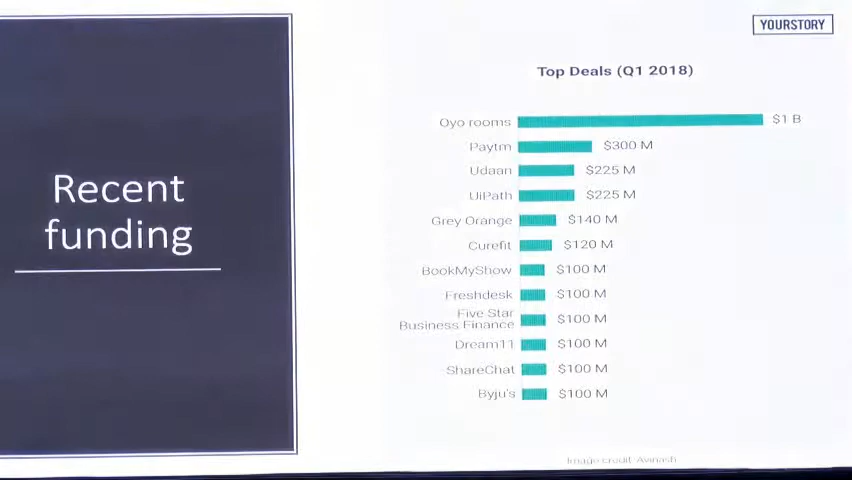 YOURSTORY
Recent
funding
Top Deals (Q1 2018)
Oyo rooms $1 B
Paytm $300 M
Udaan $225 M
UiPath $225 M
Grey Orange $140 M
Curefit $120 M
BookMyShow $100 M
Freshdesk $100 M
Five Star
Business Finance $100 M
Dream11 $100 M
ShareChat $100 M
Byju's $100 M
Image credit: Avinash